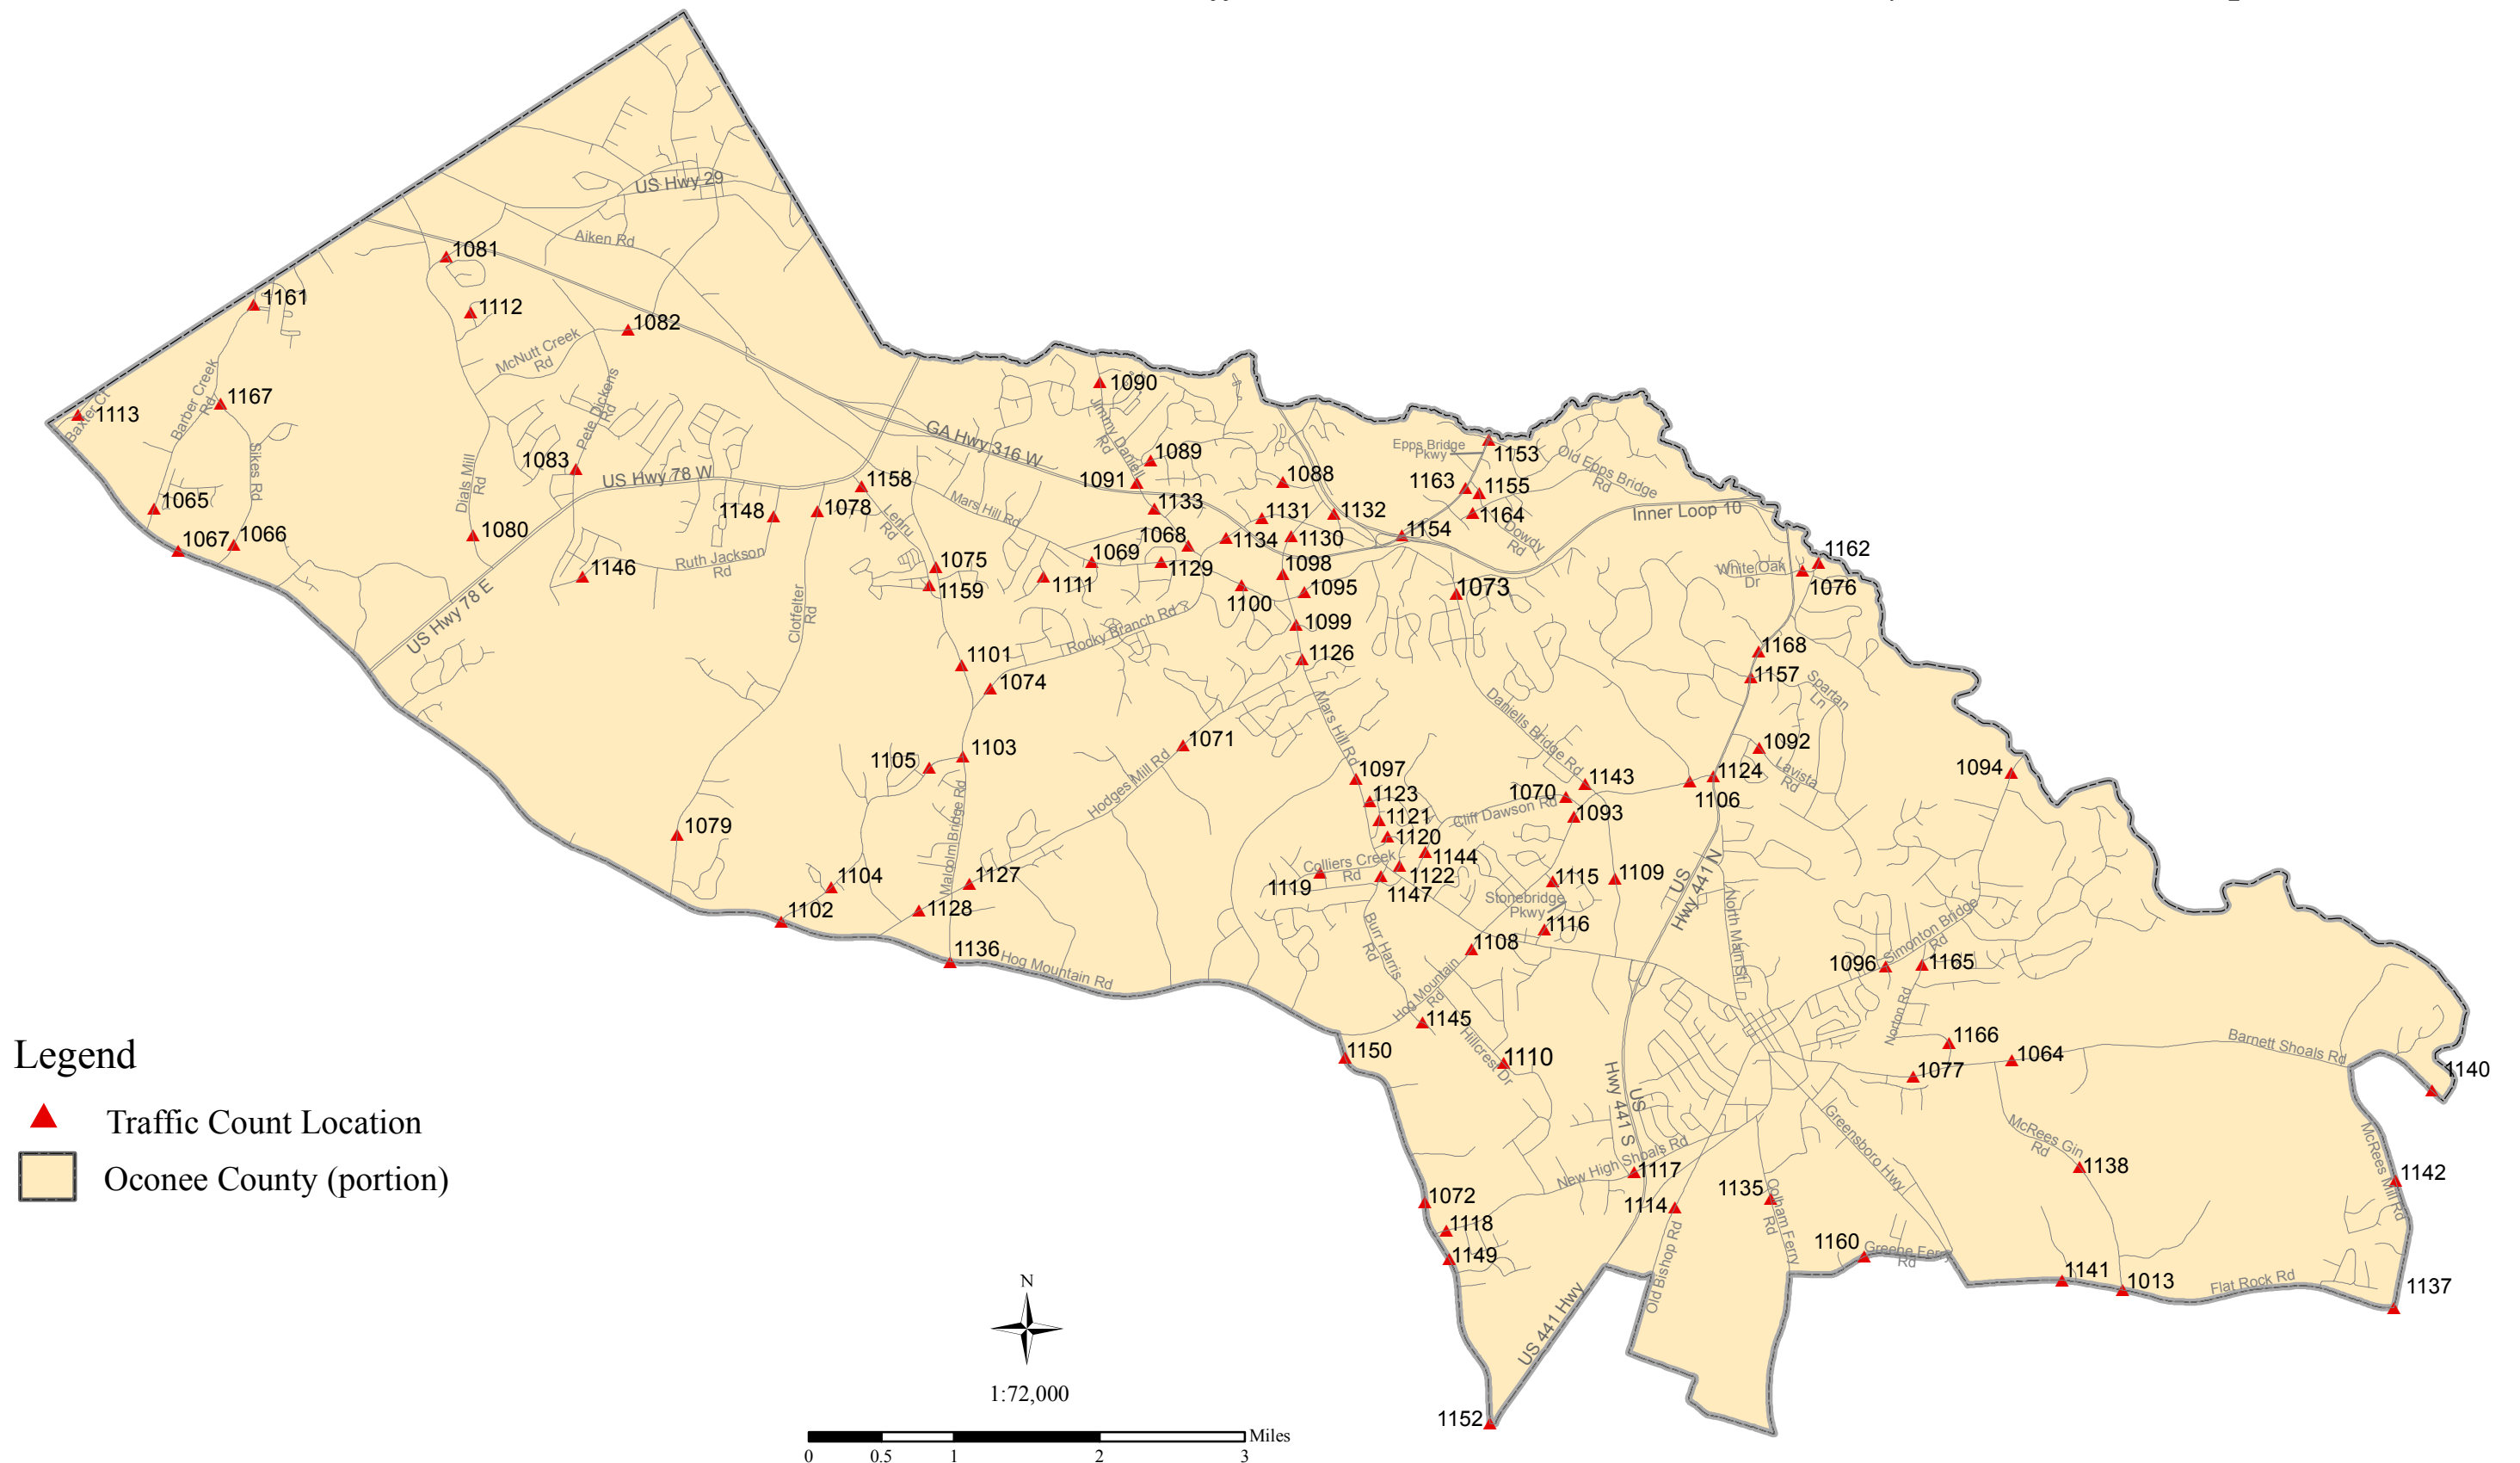 US Hwy 29
Aiken Rd
1081
1161
1112
1082
McNutt Creek
Rd
1090
Pete Dickens
Rd
Barber Creek
Rd
1167
1113
Baxter Ct
Jimmy Daniell
Rd
GA Hwy 316 W
Epps Bridge
Pkwy
1153
Old Epps Bridge
Rd
1089
Sikes Rd
Dials Mill
Rd
1083
US Hwy 78 W
1158
1091
1088
1163
1155
1065
1148
1078
Mars Hill Rd
1133
1131
1132
1164
Inner Loop 10
Lenru
Rd
1067
1066
1080
1068
1134
1130
1154
Dowdy
Rd
1162
Ruth Jackson
Rd
1146
1075
1069
1129
1098
White Oak
Dr
1076
1159
1111
1100
1095
1073
US Hwy 78 E
Clotfelter
Rd
Rocky Branch Rd
1099
1101
1126
1168
1074
1157
Spartan
Ln
Mars Hill Rd
Daniells Bridge Rd
1105
1103
1071
1092
Hodges Mill Rd
1097
1143
1124
Lavista
Rd
1094
1123
1070
1106
Malcolm Bridge Rd
1079
1121
Cliff Dawson Rd
1093
1120
1144
Colliers Creek
Rd
1104
1127
1119
1122
1115
1109
US
Hwy 441 N
1147
Stonebridge
Pkwy
1102
1128
Burr Harris
Rd
1116
North Main St
Simonton Bridge
Rd
1136
Hog Mountain Rd
1108
1096
1165
Hog Mountain
Rd
Norton Rd
1145
1166
Barnett Shoals Rd
Legend
1150
Hillcrest Dr
1110
1064
1077
1140
US
Hwy 441 S
Traffic Count Location
Greensboro Hwy
McRees Gin
Rd
McRees Mill Rd
New High Shoals Rd
1117
1138
1142
Oconee County (portion)
1072
1114
1135
Colham Ferry
Rd
1118
1149
1160
Greene Ferry
Rd
Old Bishop Rd
1141
1013
Flat Rock Rd
1137
N
US 441 Hwy
1:72,000
1152
Miles
0 0.5 1 2 3